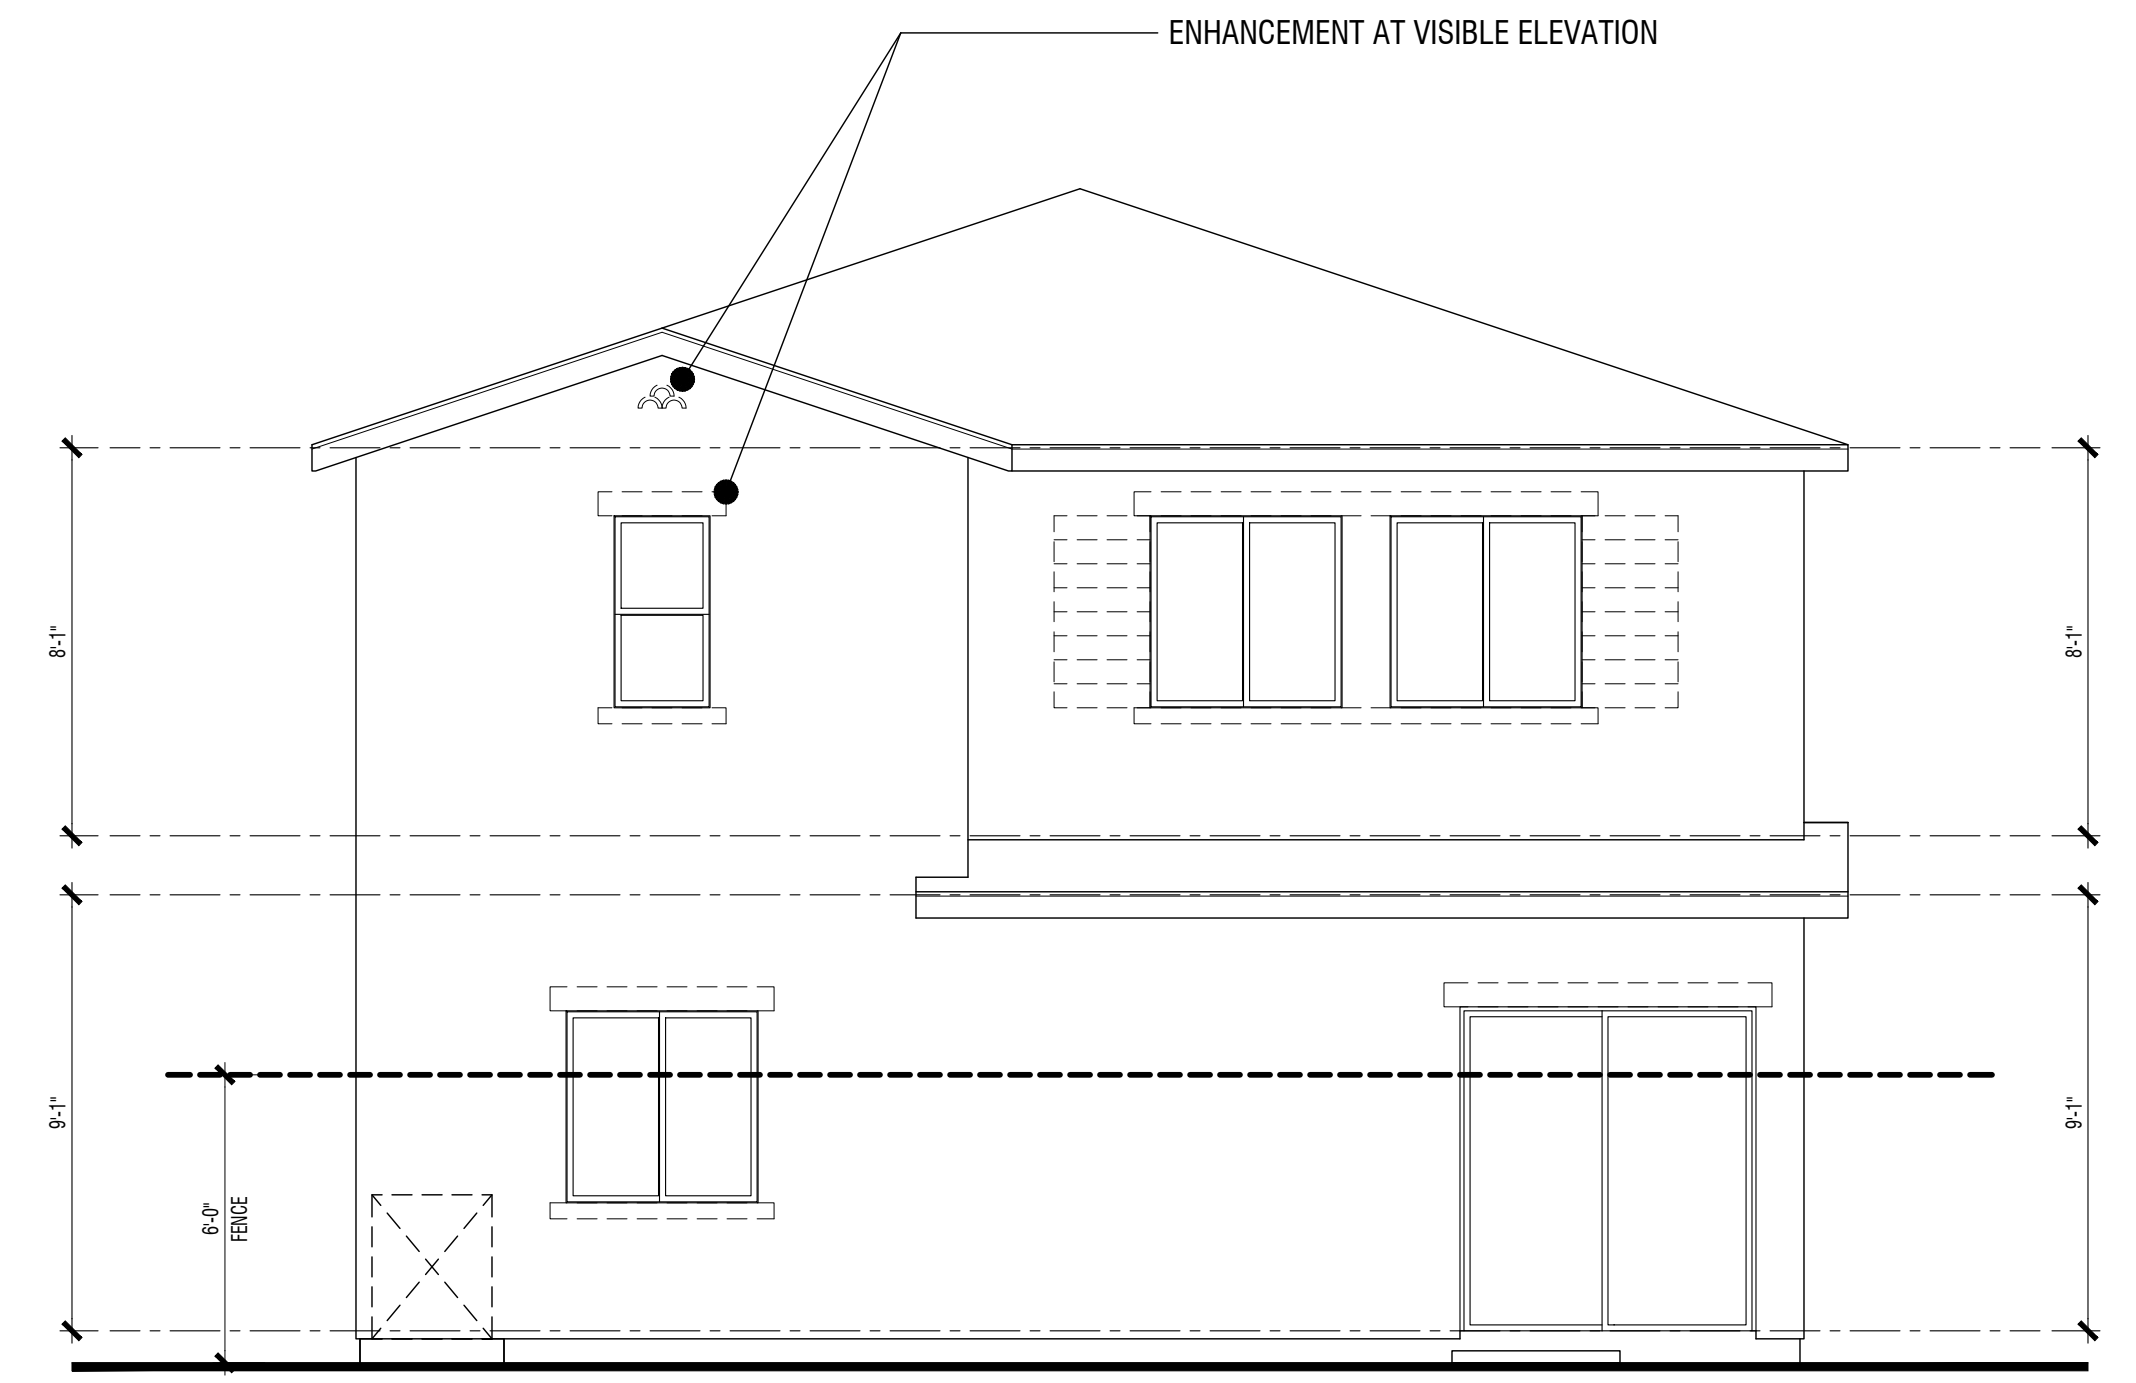 ENHANCEMENT AT VISIBLE ELEVATION
8'-1"
8'-1"
9'-1"
9'-1"
6'-0"
FENCE